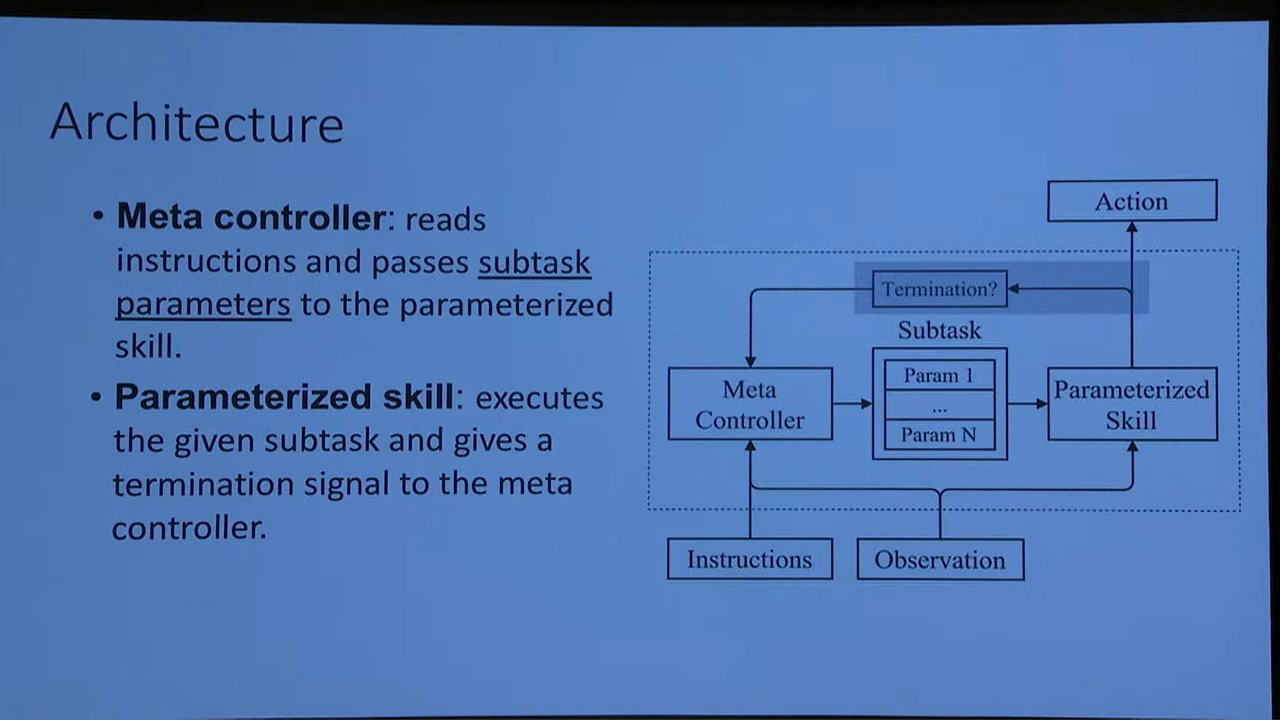 Architecture
• Meta controller: reads
instructions and passes subtask
parameters to the parameterized
skill.
• Parameterized skill: executes
the given subtask and gives a
termination signal to the meta
controller.
Action
Termination?
Subtask
Meta
Controller
Param 1
...
Param N
Parameterized
Skill
Instructions
Observation